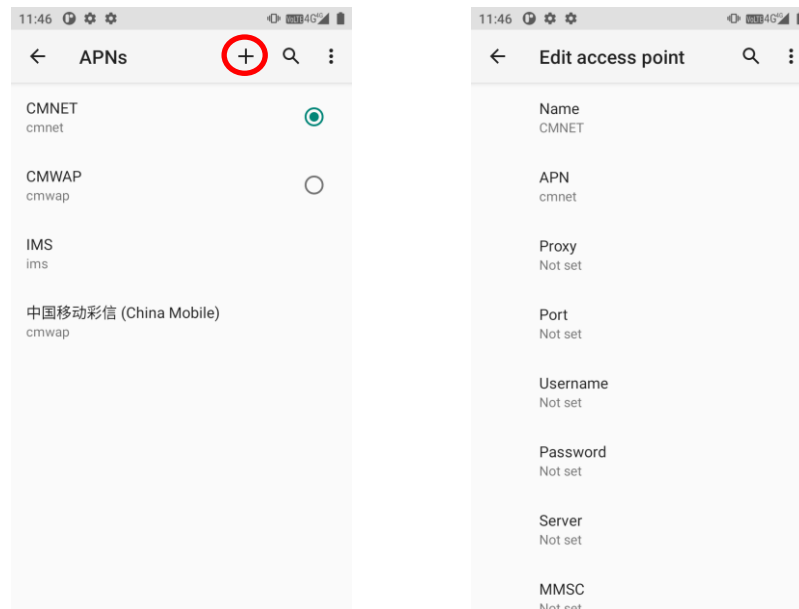 11:46
4G
APNs
CMNET
cmnet
CMWAP
cmwap
IMS
ims
中国移动彩信 (China Mobile)
cmwap
11:46
4G
Edit access point
Name
CMNET
APN
cmnet
Proxy
Not set
Port
Not set
Username
Not set
Password
Not set
Server
Not set
MMSC
Not set